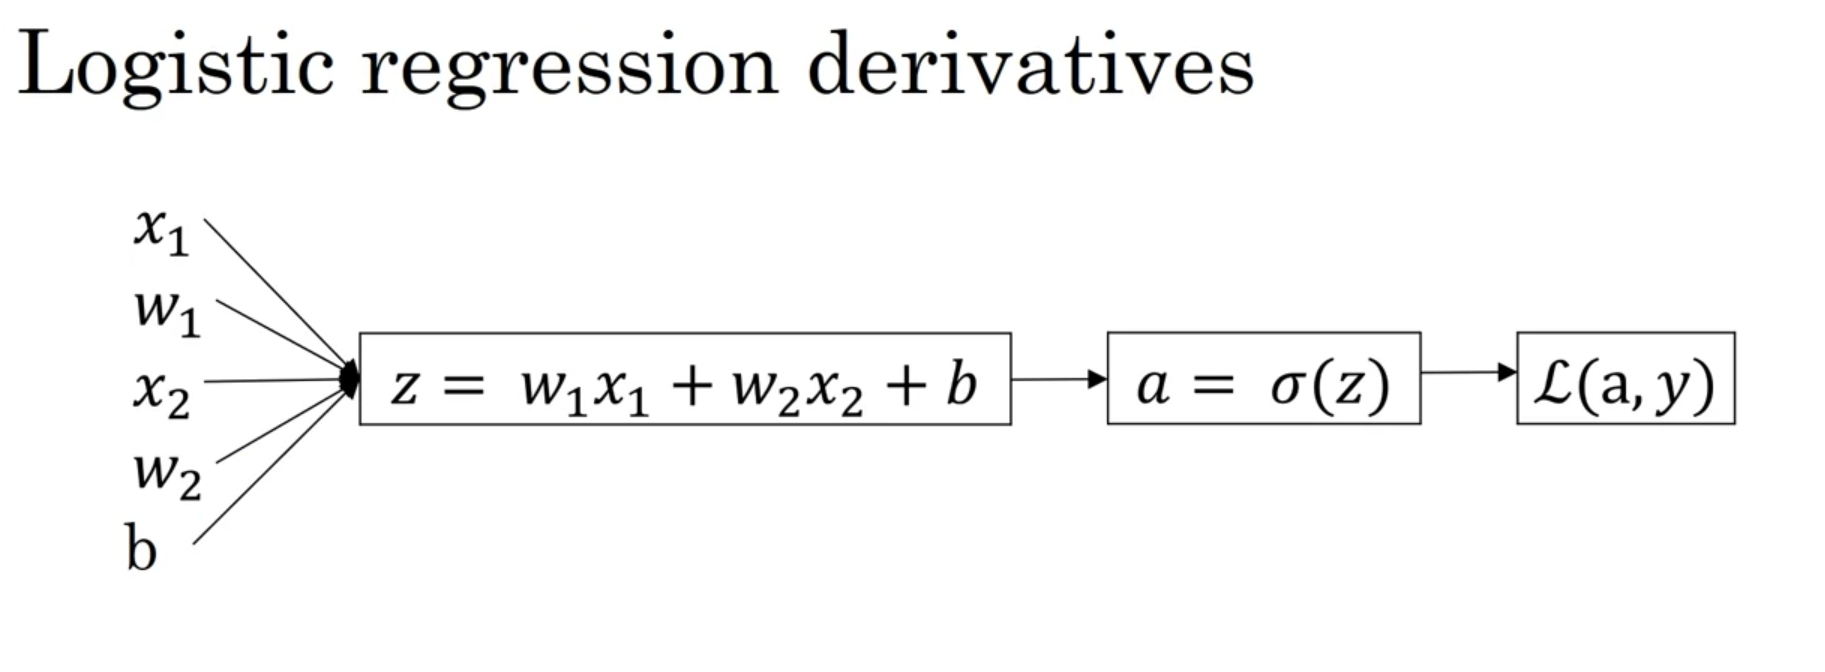 Logistic regression derivatives
x₁
w₁
x₂
w₂
b
z = w₁x₁ + w₂x₂ + b
a = σ(z)
ℒ(a, y)